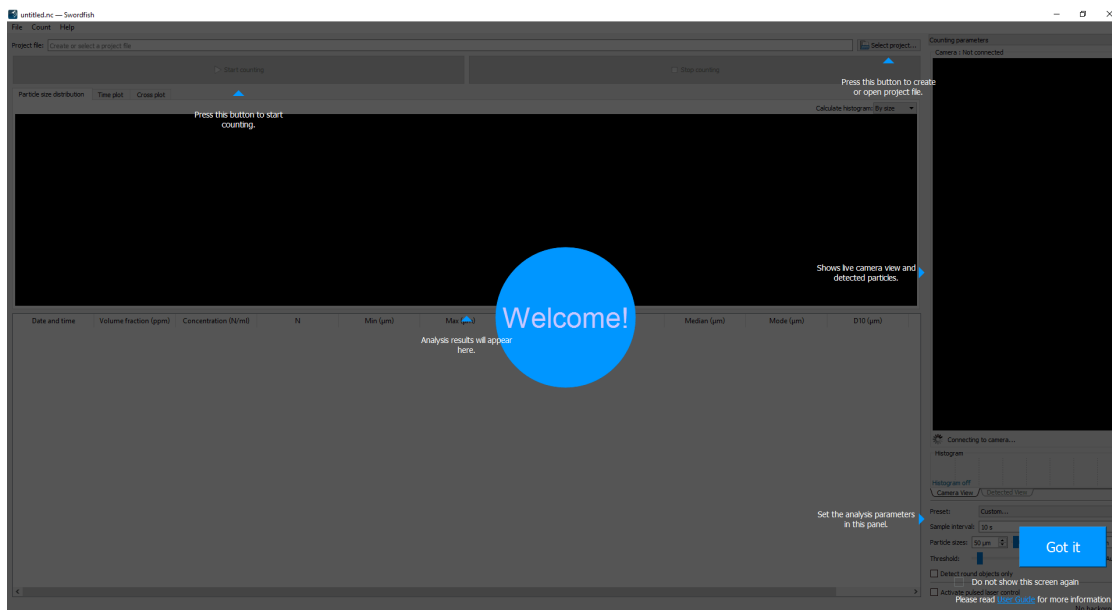 untitled.nc — Swordfish
File Count Help
Project file: Create or select a project file Select project...
Start counting Stop counting
Press this button to create
or open project file.
Particle size distribution Time plot Cross plot
Press this button to start
counting.
Calculate histogram: By size
Counting parameters
Camera : Not connected
Shows live camera view and
detected particles.
Welcome!
Date and time Volume fraction (ppm) Concentration (N/ml) N Min (µm) Max (µm) Median (µm) Mode (µm) D10 (µm)
Analysis results will appear
here.
Connecting to camera...
Histogram
Histogram off
Camera View Detected View
Set the analysis parameters
in this panel.
Preset: Custom...
Sample interval: 10 s
Particle sizes: 50 µm
Threshold:
Got it
Detect round objects only
Do not show this screen again
Activate pulsed laser control
Please read User Guide for more information